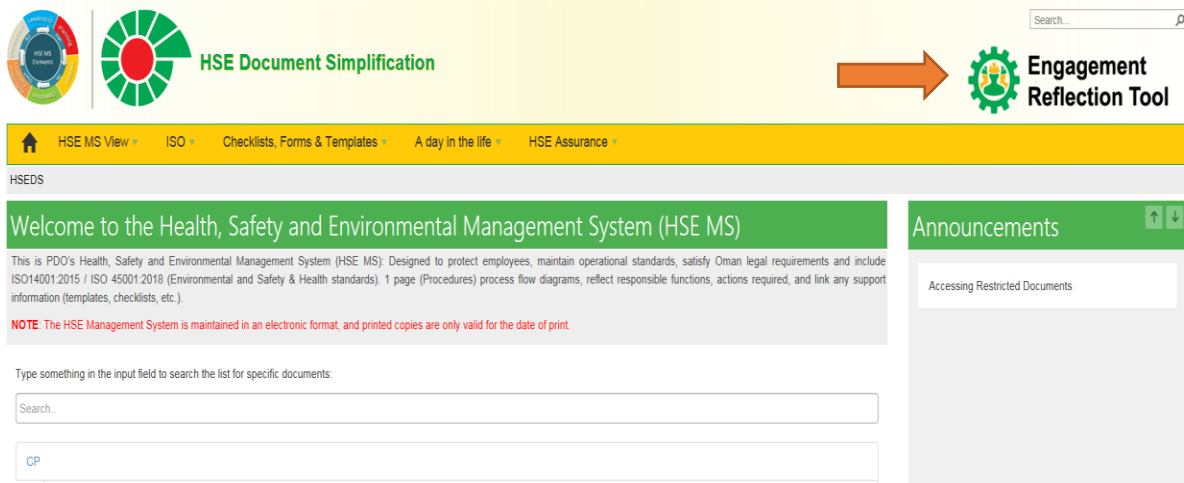 Leadership
Planning
HSE MS
Elements
HSE Document Simplification
Search...
Engagement
Reflection Tool
HSE MS View
ISO
Checklists, Forms & Templates
A day in the life
HSE Assurance
HSEDS
Welcome to the Health, Safety and Environmental Management System (HSE MS)
This is PDO's Health, Safety and Environmental Management System (HSE MS): Designed to protect employees, maintain operational standards, satisfy Oman legal requirements and include
ISO14001:2015 / ISO 45001:2018 (Environmental and Safety & Health standards). 1 page (Procedures) process flow diagrams, reflect responsible functions, actions required, and link any support
information (templates, checklists, etc.).
NOTE: The HSE Management System is maintained in an electronic format, and printed copies are only valid for the date of print.
Type something in the input field to search the list for specific documents:
Search..
CP
Announcements
Accessing Restricted Documents